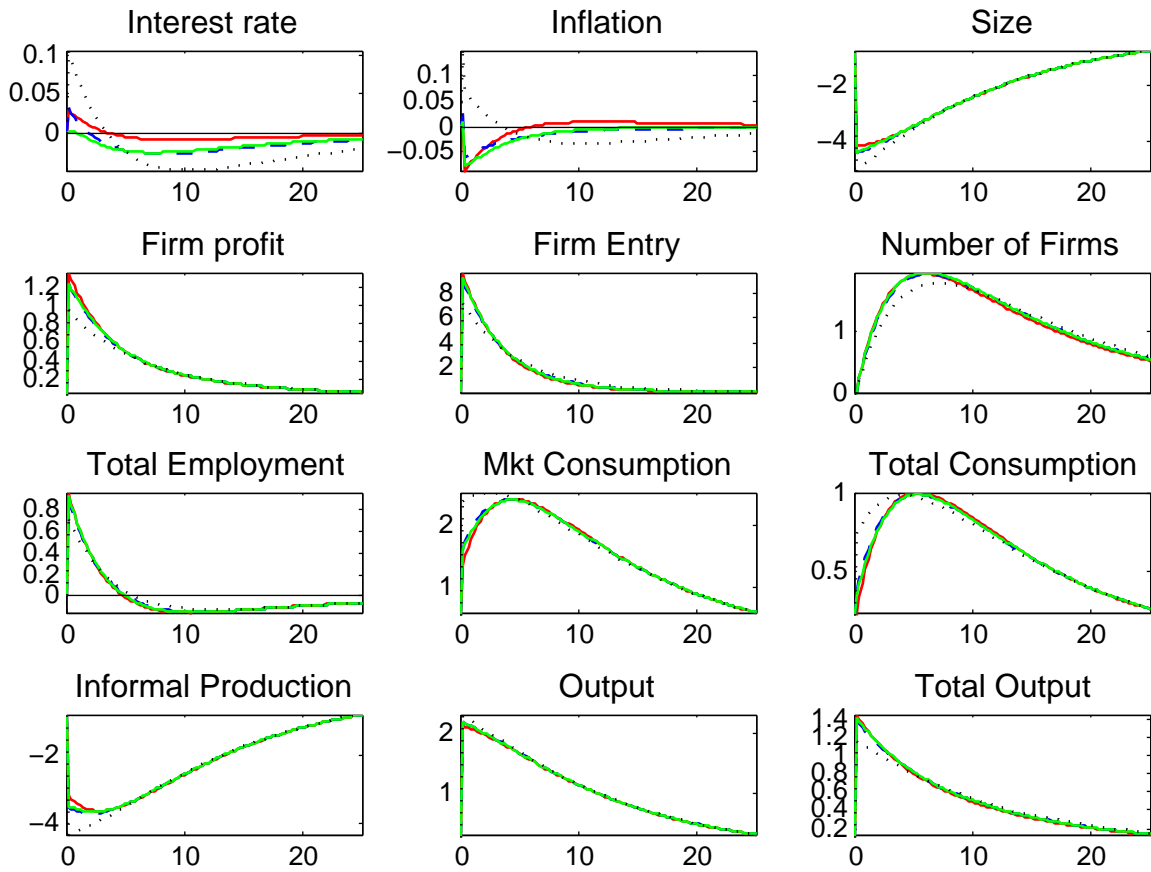 Interest rate
Inflation
Size
0.1
0.05
0
0 10 20
0.1
0.05
0
−0.05
0 10 20
−2
−4
0 10 20
Firm profit
Firm Entry
Number of Firms
1.2
1
0.8
0.6
0.4
0.2
0 10 20
8
6
4
2
0 10 20
1
0
0 10 20
Total Employment
Mkt Consumption
Total Consumption
0.8
0.6
0.4
0.2
0
0 10 20
2
1
0 10 20
1
0.5
0 10 20
Informal Production
Output
Total Output
−2
−4
0 10 20
2
1
0 10 20
1.4
1.2
1
0.8
0.6
0.4
0.2
0 10 20